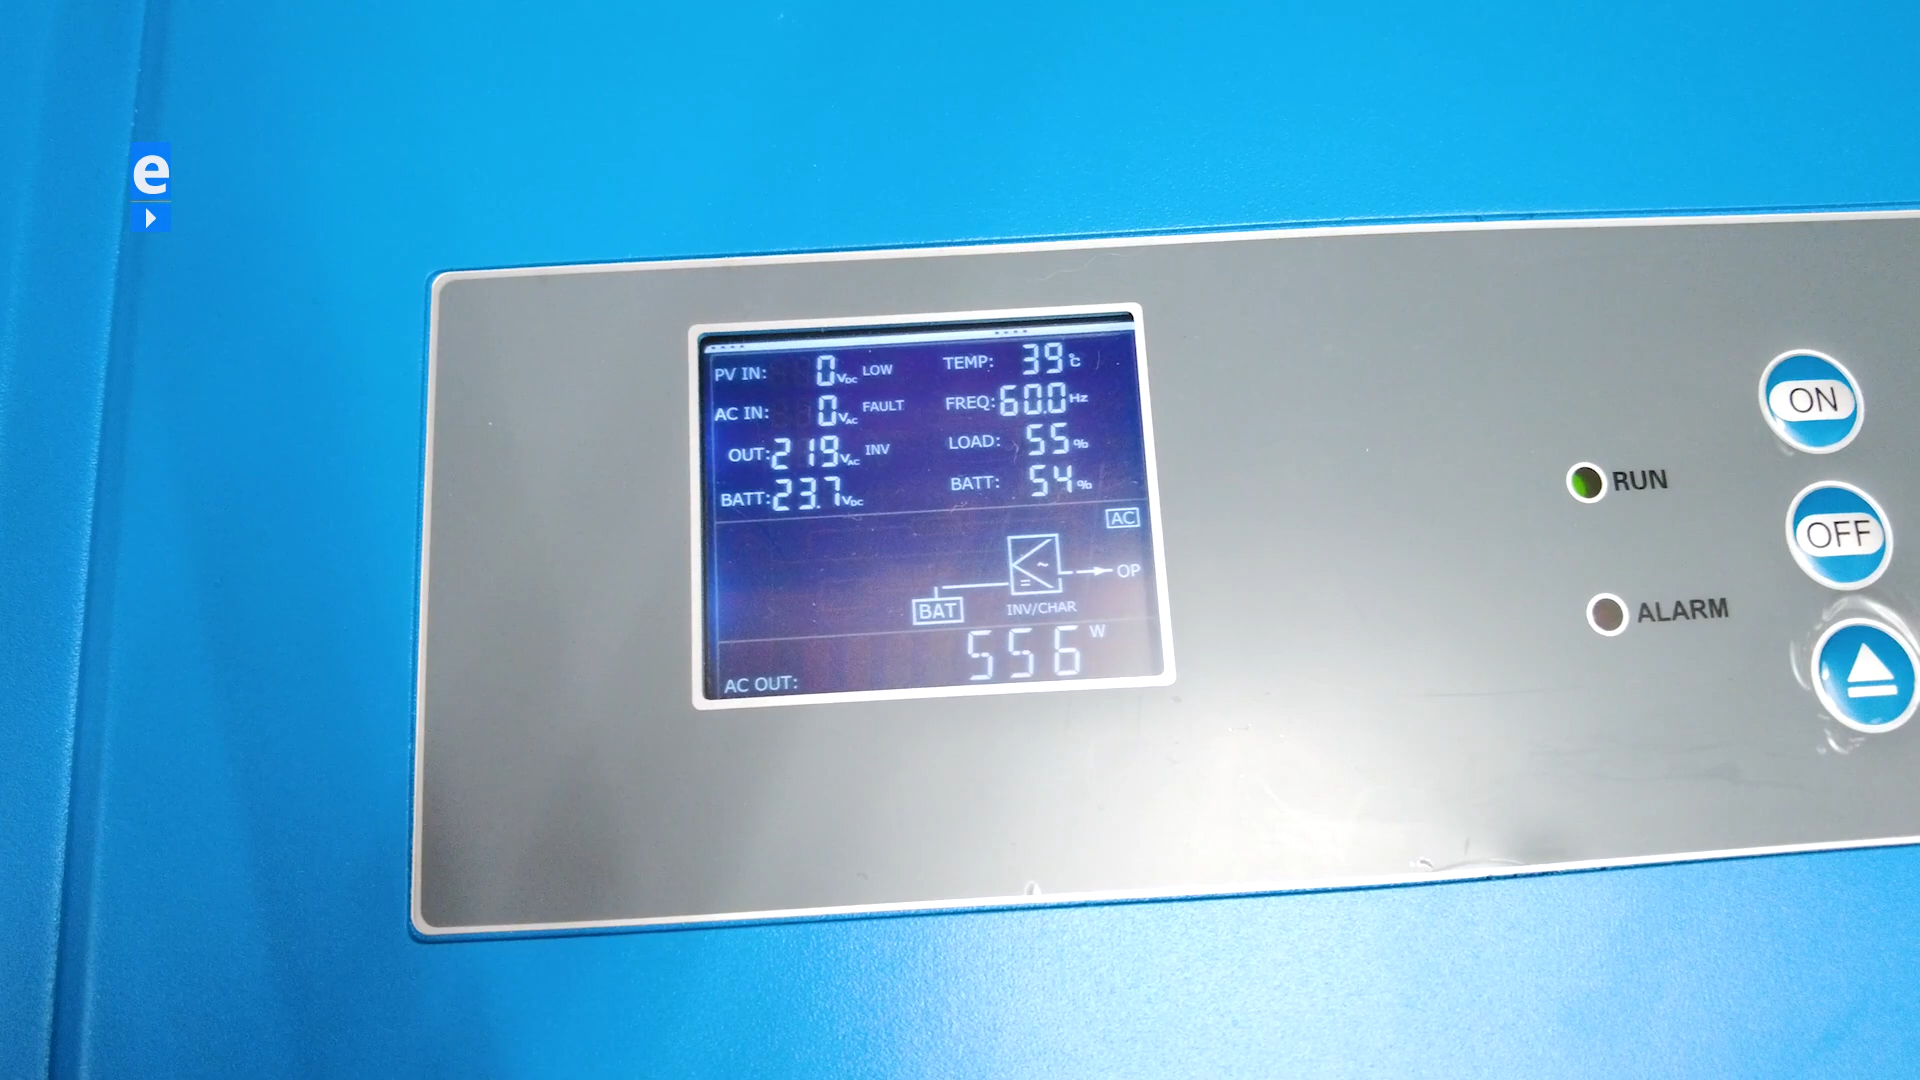 e
PV IN: 0 VDC LOW TEMP: 39 °C
AC IN: 0 VAC FAULT FREQ: 60.0 Hz
OUT: 219 VAC INV LOAD: 55 %
BATT: 23.7 VDC BATT: 54 %
AC
OP
BAT INV/CHAR
AC OUT: 556 W
ON
RUN
OFF
ALARM